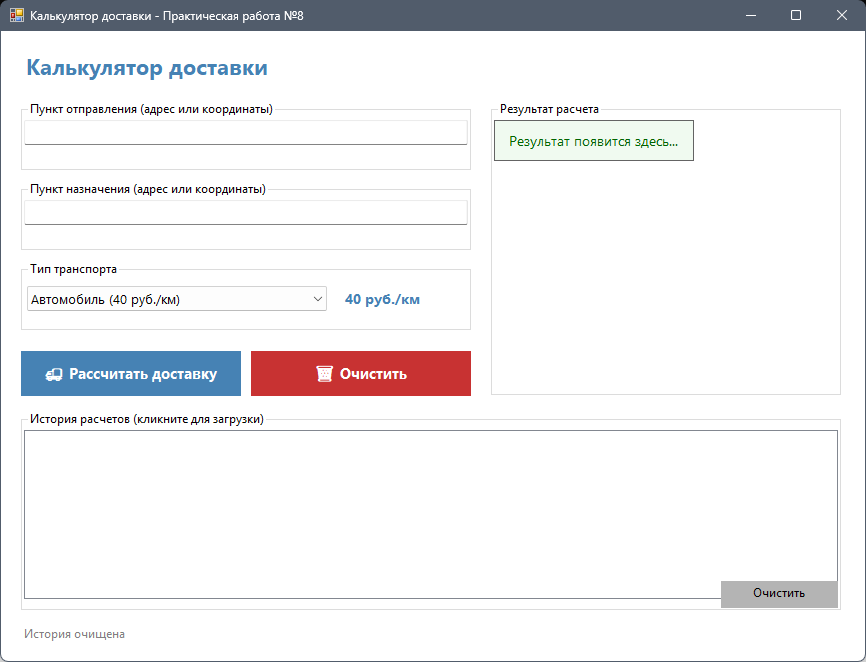 Калькулятор доставки - Практическая работа №8
Калькулятор доставки
Пункт отправления (адрес или координаты)
Пункт назначения (адрес или координаты)
Тип транспорта
Автомобиль (40 руб./км)
40 руб./км
Рассчитать доставку
Очистить
Результат расчета
Результат появится здесь...
История расчетов (кликните для загрузки)
Очистить
История очищена